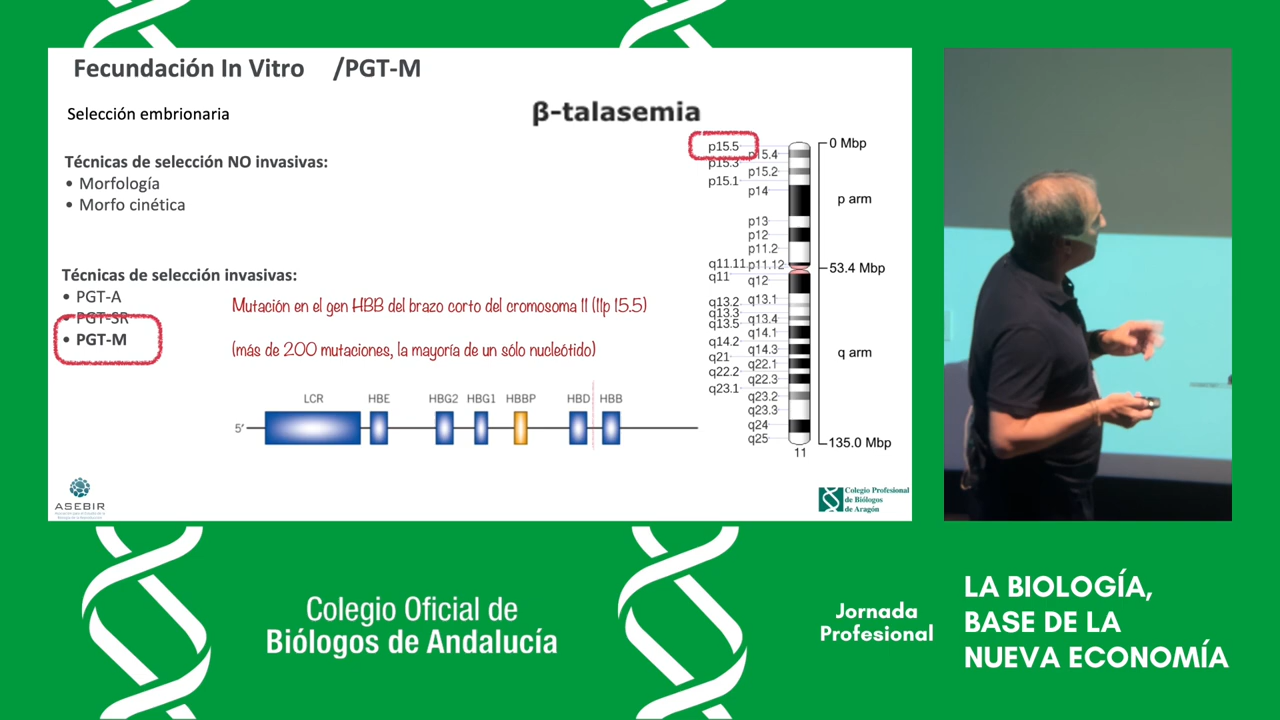 Fecundación In Vitro /PGT-M
Selección embrionaria
β-talasemia
Técnicas de selección NO invasivas:
• Morfología
• Morfo cinética
Técnicas de selección invasivas:
• PGT-A
• PGT-SR
• PGT-M
Mutación en el gen HBB del brazo corto del cromosoma 11 (11p 15.5)
(más de 200 mutaciones, la mayoría de un sólo nucleótido)
LCR HBE HBG2 HBG1 HBBP HBD HBB
5′
p15.5
p15.4
p15.3
p15.2
p15.1
p14
p13
p12
p11.2
q11.11 p11.12
q11
q12
q13.1
q13.2
q13.3
q13.4
q13.5
q14.1
q14.2
q14.3
q21
q22.1
q22.2
q22.3
q23.1
q23.2
q23.3
q24
q25
0 Mbp
p arm
53.4 Mbp
q arm
135.0 Mbp
11
ASEBIR
Colegio Profesional
de Biólogos
de Aragón
Colegio Oficial de
Biólogos de Andalucía
Jornada
Profesional
LA BIOLOGÍA,
BASE DE LA
NUEVA ECONOMÍA